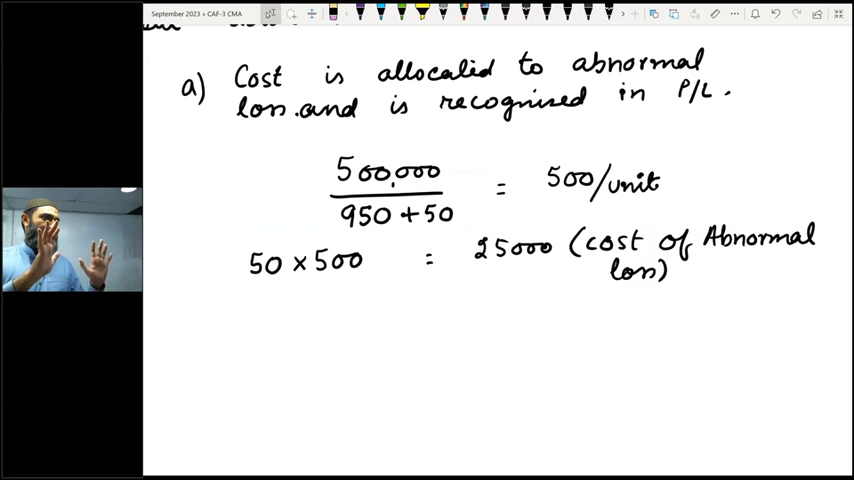 September 2023 » CAF-3 CMA
a) Cost is allocated to abnormal
loss.and is recognised in P/L.
500,000
950 + 50
= 500/unit
50 × 500 = 25000 (cost of Abnormal
loss)